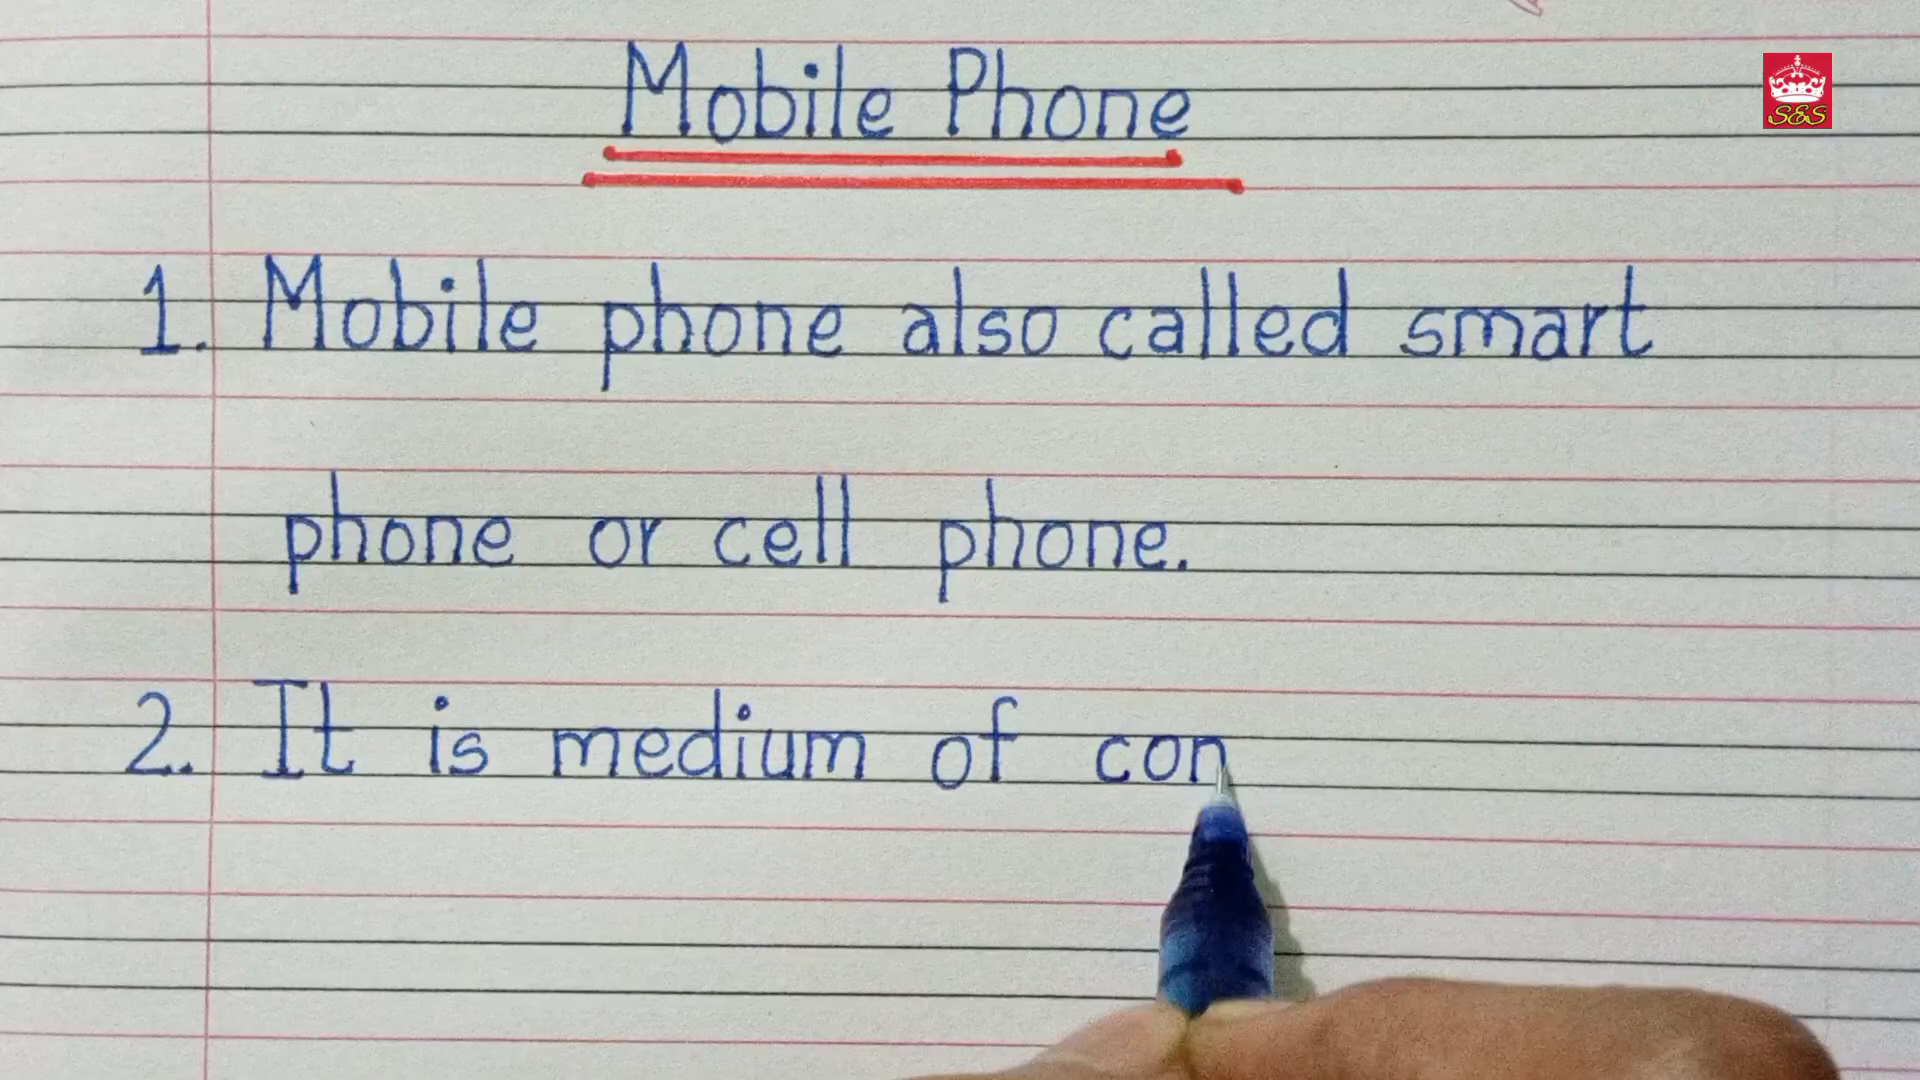 Mobile Phone
S&S
1. Mobile phone also called smart
phone or cell phone.
2. It is medium of con